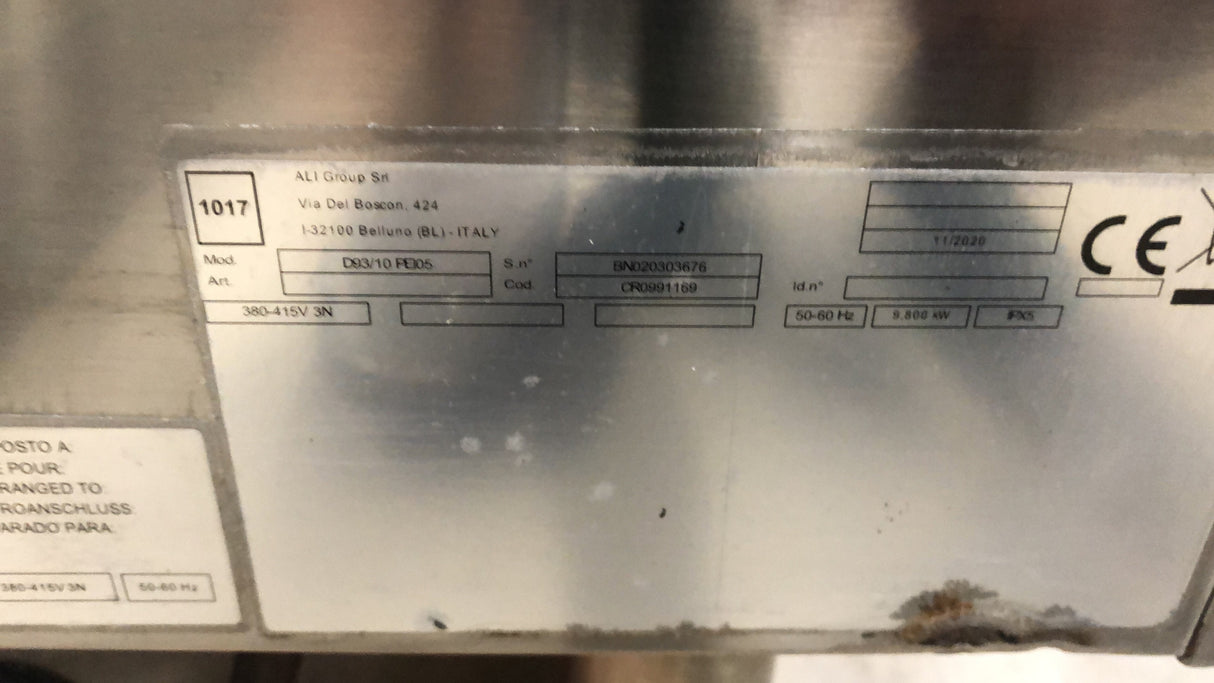 1017
ALI Group Srl
Via Del Boscon, 424
I-32100 Belluno (BL) - ITALY
11/2020
CE
Mod. D93/10 PEI05 S.n° BN020303676
Art. Cod. CR0991169 Id.n°
380-415V 3N 50-60 Hz 9.800 kW IPX5
OSTO A:
POUR:
RANGED TO:
ROANSCHLUSS:
ARADO PARA:
380-415V 3N 50-60 Hz